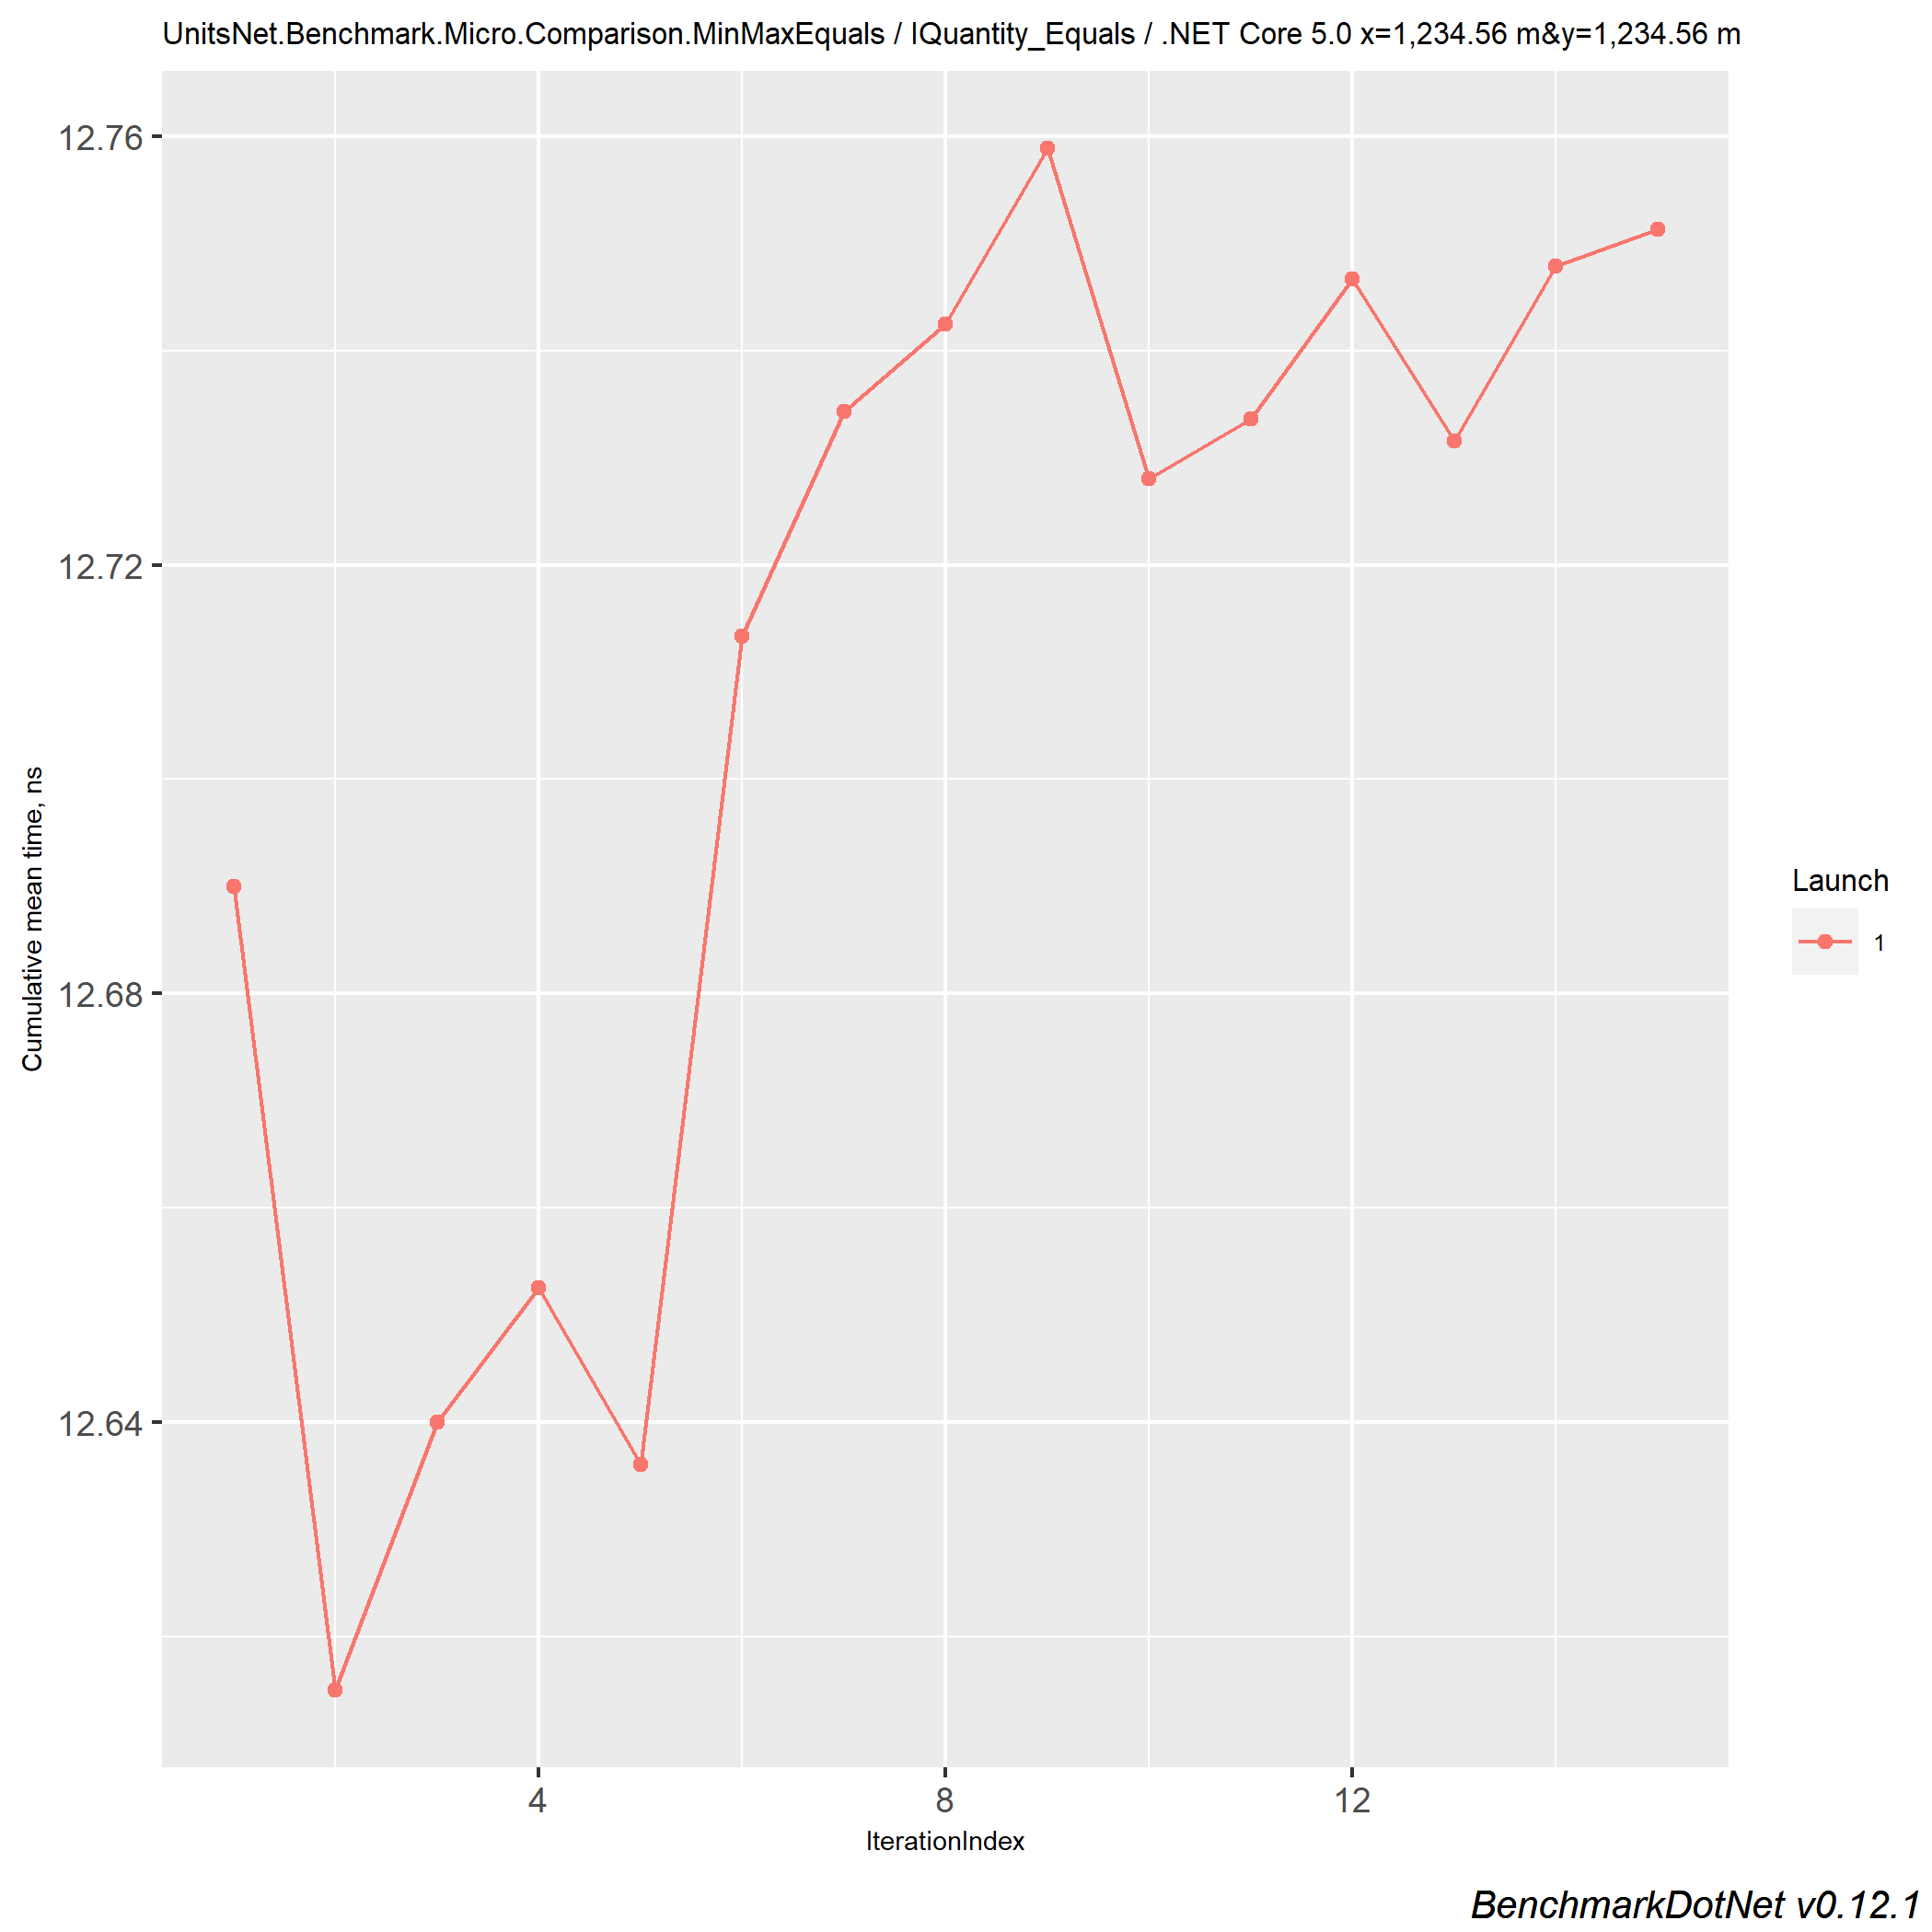 UnitsNet.Benchmark.Micro.Comparison.MinMaxEquals / IQuantity_Equals / .NET Core 5.0 x=1,234.56 m&y=1,234.56 m
12.76
12.72
12.68
12.64
Cumulative mean time, ns
4
8
12
IterationIndex
Launch
1
BenchmarkDotNet v0.12.1